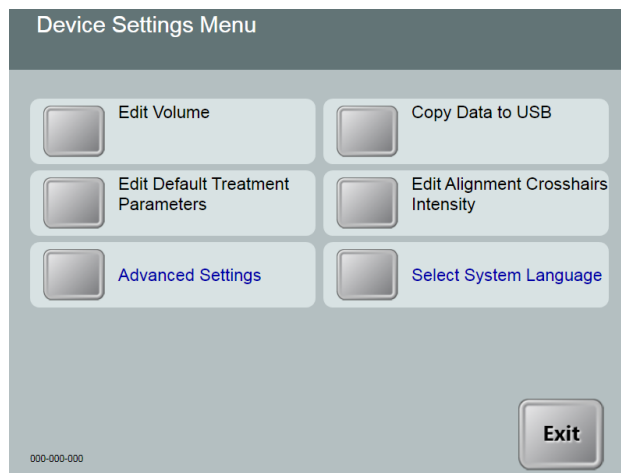 Device Settings Menu
Edit Volume
Copy Data to USB
Edit Default Treatment
Parameters
Edit Alignment Crosshairs
Intensity
Advanced Settings
Select System Language
Exit
000-000-000